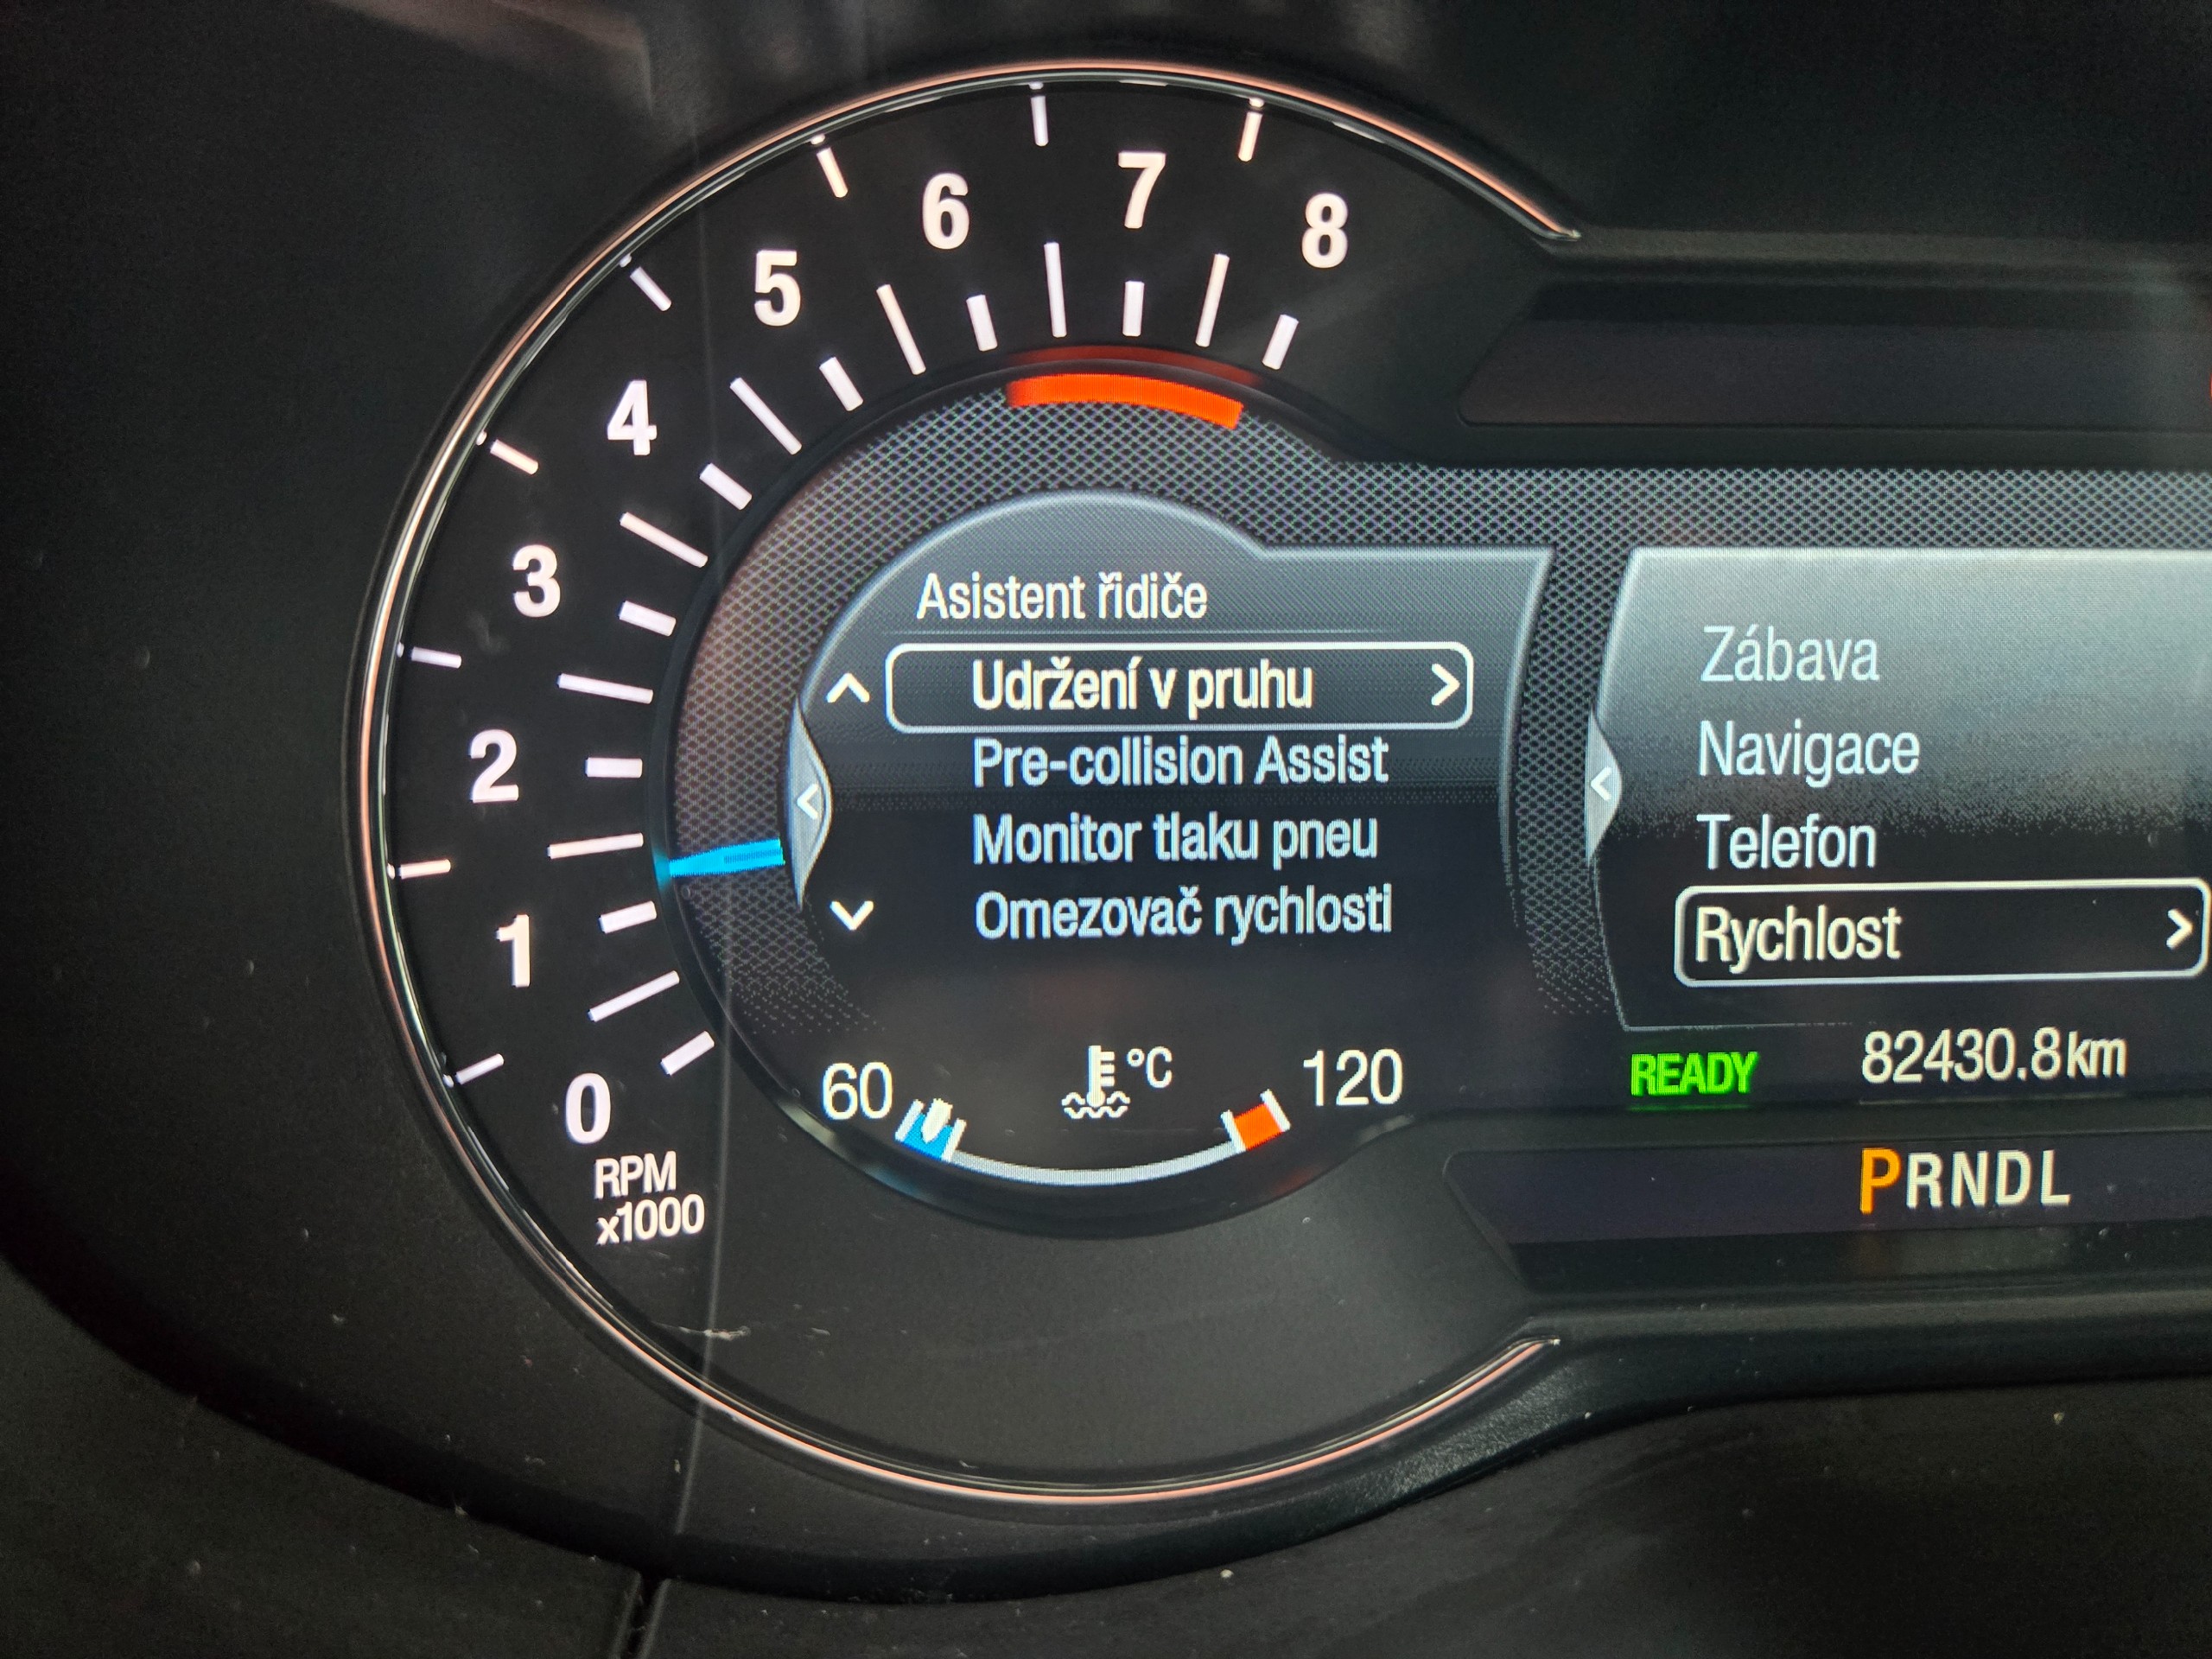 8
7
6
5
4
3
2
1
0
RPM
x1000
Asistent řidiče
Udržení v pruhu
Pre-collision Assist
Monitor tlaku pneu
Omezovač rychlosti
60
°C
120
Zábava
Navigace
Telefon
Rychlost
READY
82430.8km
PRNDL